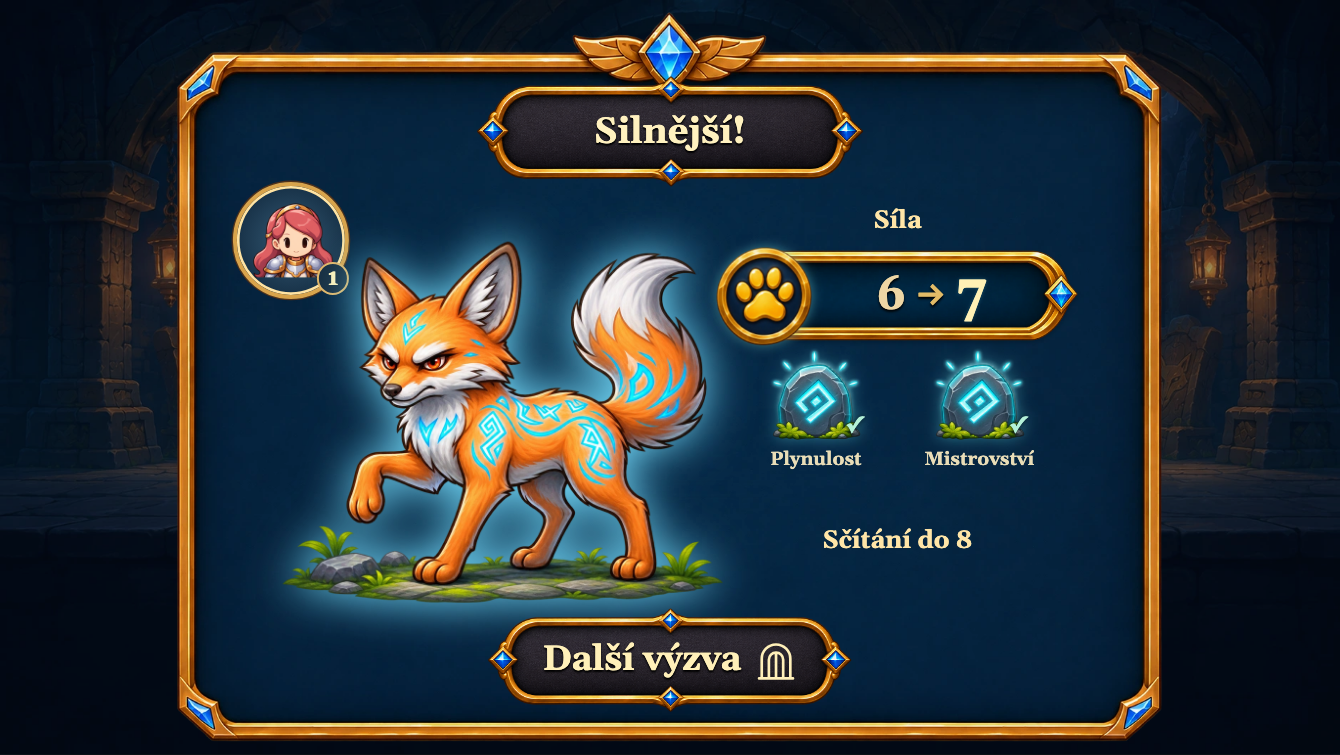 Silnější!
1
Síla
6 → 7
Plynulost
Mistrovství
Sčítání do 8
Další výzva